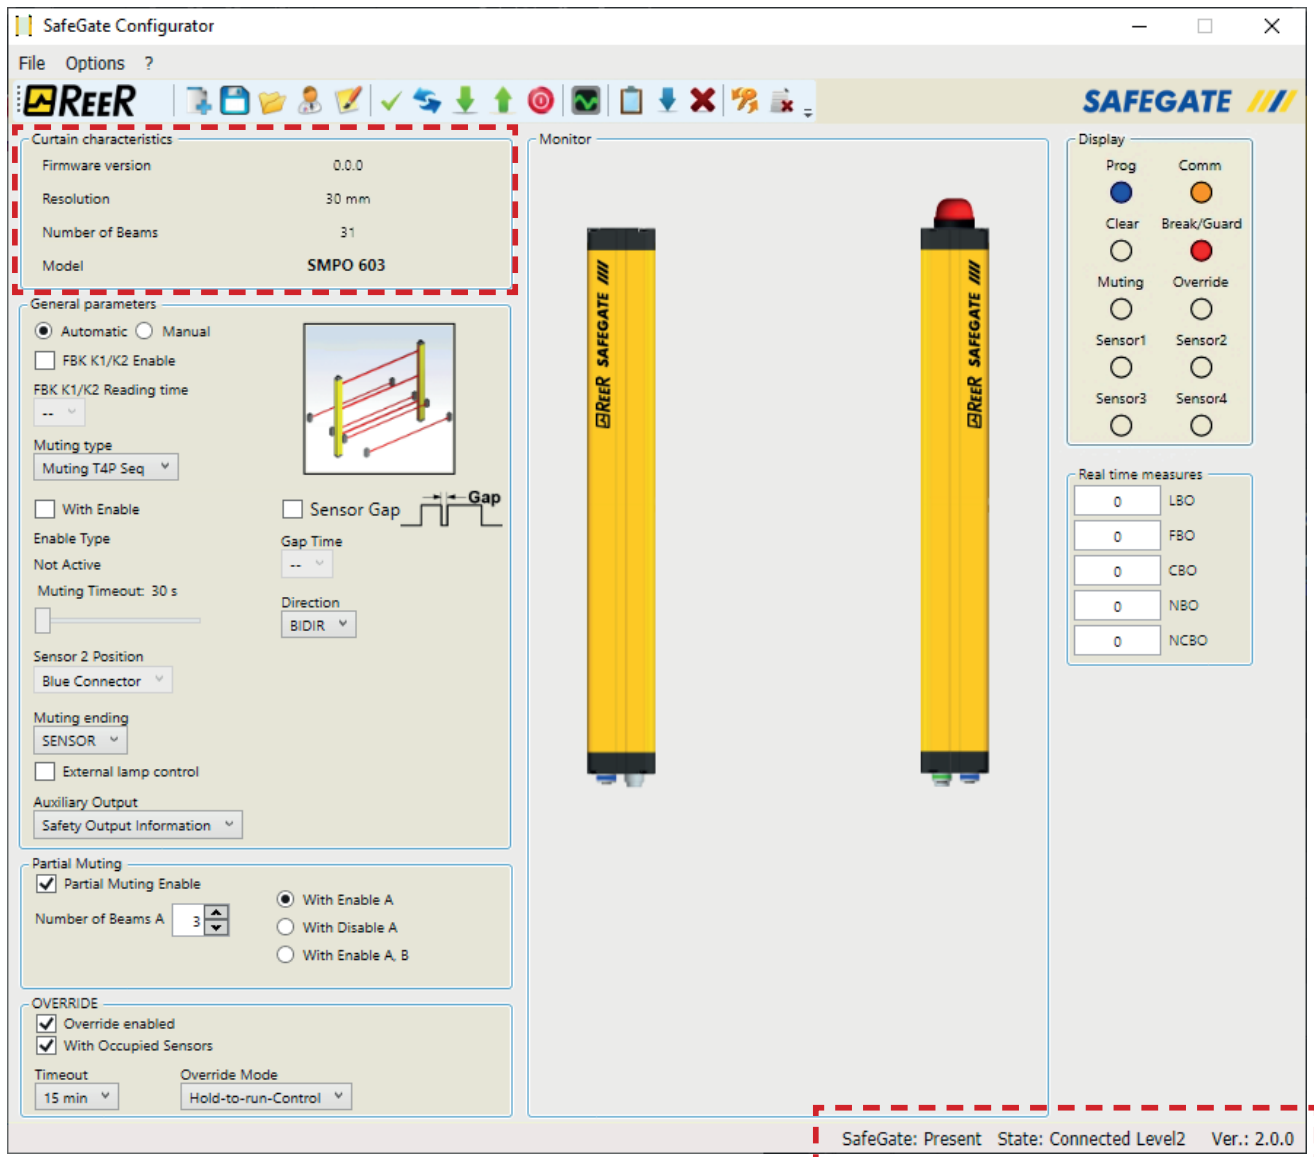 SafeGate Configurator
File Options ?
REER
SAFEGATE
Curtain characteristics
Firmware version 0.0.0
Resolution 30 mm
Number of Beams 31
Model SMPO 603
General parameters
Automatic Manual
FBK K1/K2 Enable
FBK K1/K2 Reading time
--
Muting type
Muting T4P Seq
With Enable
Sensor Gap
Gap
Enable Type
Not Active
Gap Time
--
Muting Timeout: 30 s
Direction
BIDIR
Sensor 2 Position
Blue Connector
Muting ending
SENSOR
External lamp control
Auxiliary Output
Safety Output Information
Partial Muting
Partial Muting Enable
Number of Beams A 3
With Enable A
With Disable A
With Enable A, B
OVERRIDE
Override enabled
With Occupied Sensors
Timeout
15 min
Override Mode
Hold-to-run-Control
Monitor
REER SAFEGATE
REER SAFEGATE
Display
Prog Comm
Clear Break/Guard
Muting Override
Sensor1 Sensor2
Sensor3 Sensor4
Real time measures
0 LBO
0 FBO
0 CBO
0 NBO
0 NCBO
SafeGate: Present State: Connected Level2 Ver.: 2.0.0